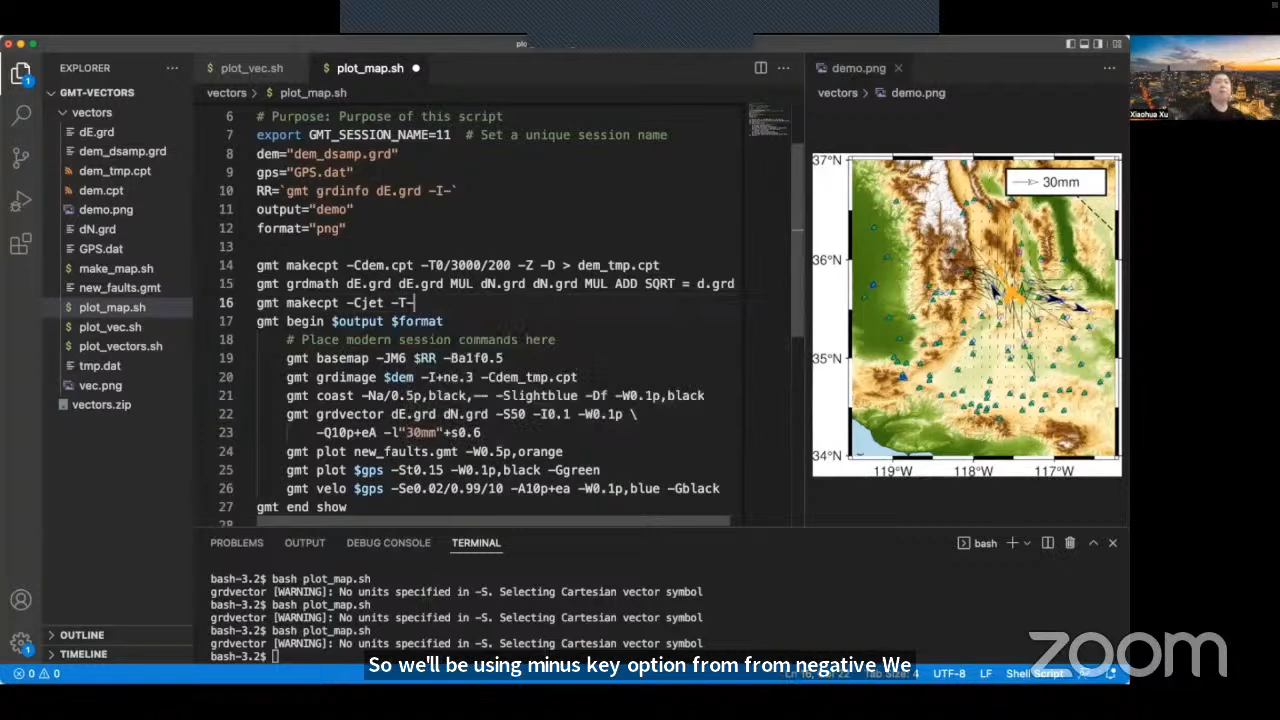 plo_
EXPLORER
GMT-VECTORS
vectors
dE.grd
dem_dsamp.grd
dem_tmp.cpt
dem.cpt
demo.png
dN.grd
GPS.dat
make_map.sh
new_faults.gmt
plot_map.sh
plot_vec.sh
plot_vectors.sh
tmp.dat
vec.png
vectors.zip
OUTLINE
TIMELINE
plot_vec.sh
plot_map.sh
vectors > plot_map.sh
6 # Purpose: Purpose of this script
7 export GMT_SESSION_NAME=11 # Set a unique session name
8 dem="dem_dsamp.grd"
9 gps="GPS.dat"
10 RR=`gmt grdinfo dE.grd -I-`
11 output="demo"
12 format="png"
13
14 gmt makecpt -Cdem.cpt -T0/3000/200 -Z -D > dem_tmp.cpt
15 gmt grdmath dE.grd dE.grd MUL dN.grd dN.grd MUL ADD SQRT = d.grd
16 gmt makecpt -Cjet -T-
17 gmt begin $output $format
18 # Place modern session commands here
19 gmt basemap -JM6 $RR -Ba1f0.5
20 gmt grdimage $dem -I+ne.3 -Cdem_tmp.cpt
21 gmt coast -Na/0.5p,black,-- -Slightblue -Df -W0.1p,black
22 gmt grdvector dE.grd dN.grd -S50 -I0.1 -W0.1p \
23 -Q10p+eA -l"30mm"+s0.6
24 gmt plot new_faults.gmt -W0.5p,orange
25 gmt plot $gps -St0.15 -W0.1p,black -Ggreen
26 gmt velo $gps -Se0.02/0.99/10 -A10p+ea -W0.1p,blue -Gblack
27 gmt end show
28
demo.png
vectors > demo.png
30mm
37°N
36°N
35°N
34°N
119°W 118°W 117°W
Xiaohua Xu
PROBLEMS OUTPUT DEBUG CONSOLE TERMINAL
bash
bash-3.2$ bash plot_map.sh
grdvector [WARNING]: No units specified in -S. Selecting Cartesian vector symbol
bash-3.2$ bash plot_map.sh
grdvector [WARNING]: No units specified in -S. Selecting Cartesian vector symbol
bash-3.2$ bash plot_map.sh
grdvector [WARNING]: No units specified in -S. Selecting Cartesian vector symbol
bash-3.2$
So we'll be using minus key option from from negative We
0 0
UTF-8 LF Shell Script
zoom